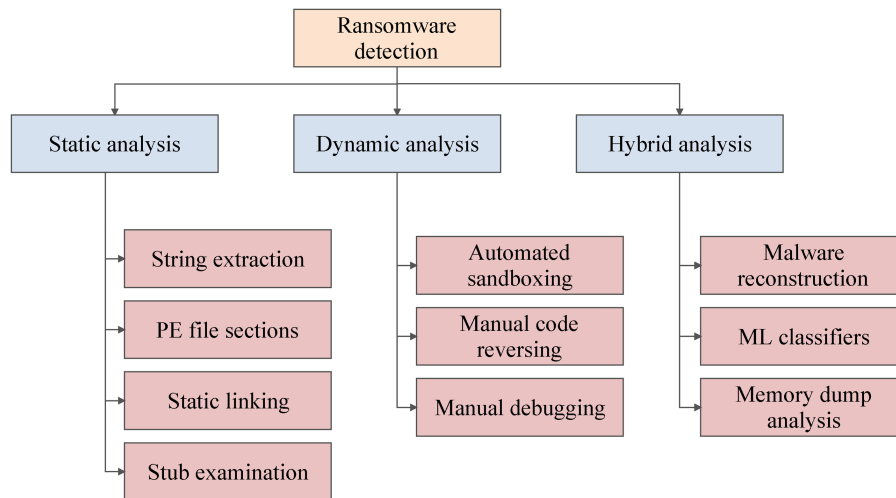 Ransomware
detection
Static analysis
Dynamic analysis
Hybrid analysis
String extraction
PE file sections
Static linking
Stub examination
Automated
sandboxing
Manual code
reversing
Manual debugging
Malware
reconstruction
ML classifiers
Memory dump
analysis